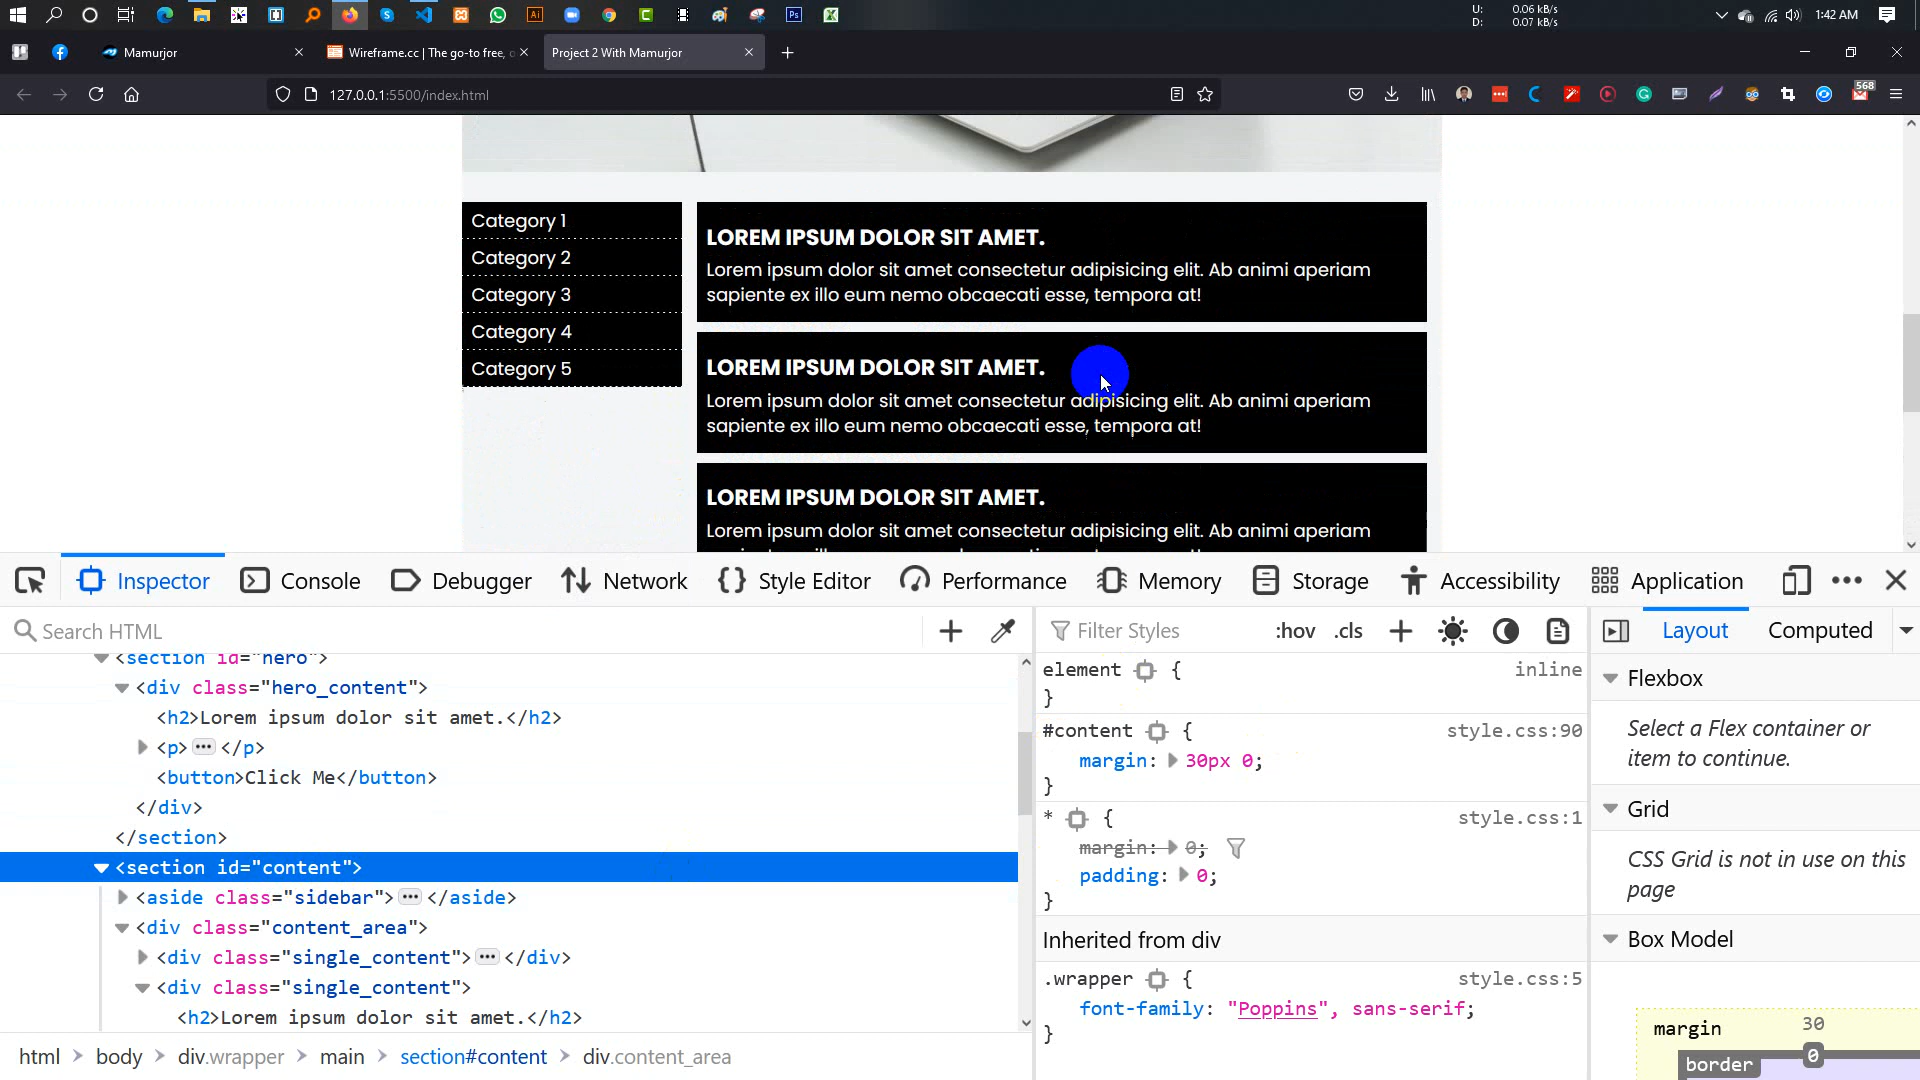 U: 0.06 kB/s
D: 0.07 kB/s
1:42 AM
Mamurjor
Wireframe.cc | The go-to free, o
Project 2 With Mamurjor
127.0.0.1:5500/index.html
568
Category 1
Category 2
Category 3
Category 4
Category 5
LOREM IPSUM DOLOR SIT AMET.
Lorem ipsum dolor sit amet consectetur adipisicing elit. Ab animi aperiam
sapiente ex illo eum nemo obcaecati esse, tempora at!
LOREM IPSUM DOLOR SIT AMET.
Lorem ipsum dolor sit amet consectetur adipisicing elit. Ab animi aperiam
sapiente ex illo eum nemo obcaecati esse, tempora at!
LOREM IPSUM DOLOR SIT AMET.
Lorem ipsum dolor sit amet consectetur adipisicing elit. Ab animi aperiam
Inspector Console Debugger Network Style Editor Performance Memory Storage Accessibility Application
Search HTML
<section id="hero">
<div class="hero_content">
<h2>Lorem ipsum dolor sit amet.</h2>
<p> ••• </p>
<button>Click Me</button>
</div>
</section>
<section id="content">
<aside class="sidebar"> ••• </aside>
<div class="content_area">
<div class="single_content"> ••• </div>
<div class="single_content">
<h2>Lorem ipsum dolor sit amet.</h2>
html > body > div.wrapper > main > section#content > div.content_area
Filter Styles :hov .cls
element { inline
}
#content { style.css:90
margin: 30px 0;
}
* { style.css:1
margin: 0;
padding: 0;
}
Inherited from div
.wrapper { style.css:5
font-family: "Poppins", sans-serif;
}
Layout Computed
Flexbox
Select a Flex container or
item to continue.
Grid
CSS Grid is not in use on this
page
Box Model
margin 30
border 0